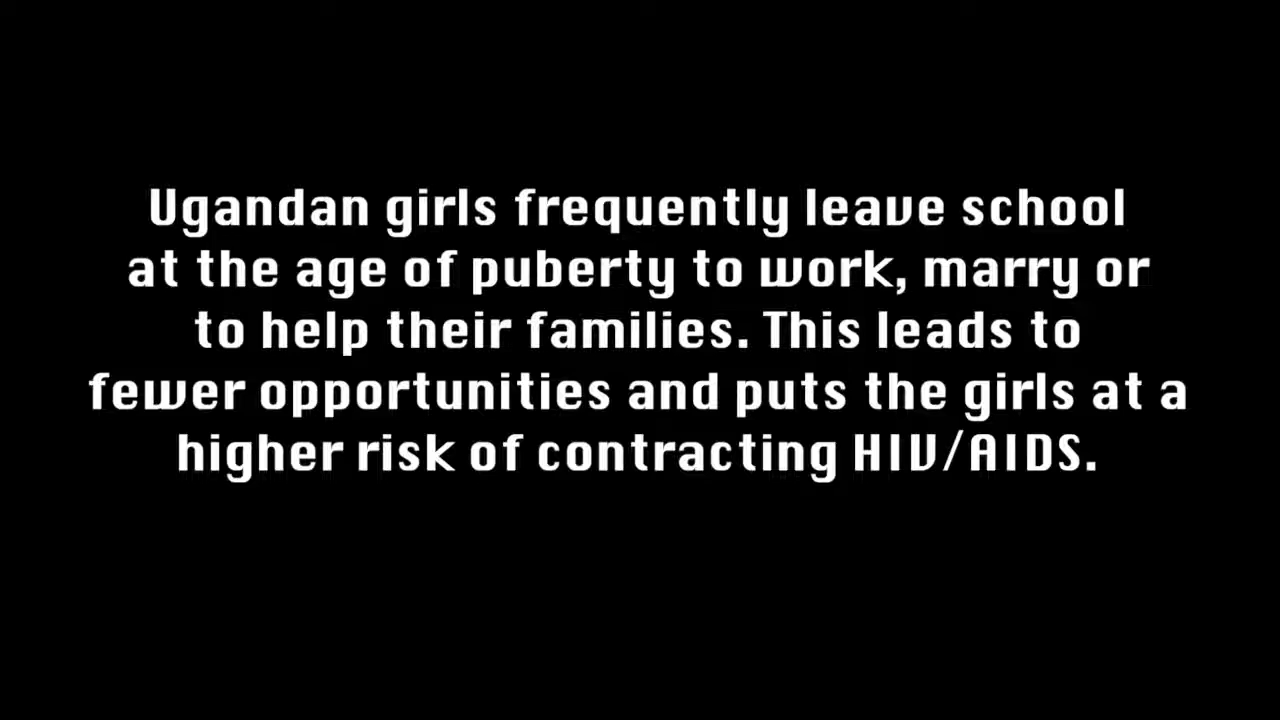 Ugandan girls frequently leave school
at the age of puberty to work, marry or
to help their families. This leads to
fewer opportunities and puts the girls at a
higher risk of contracting HIV/AIDS.